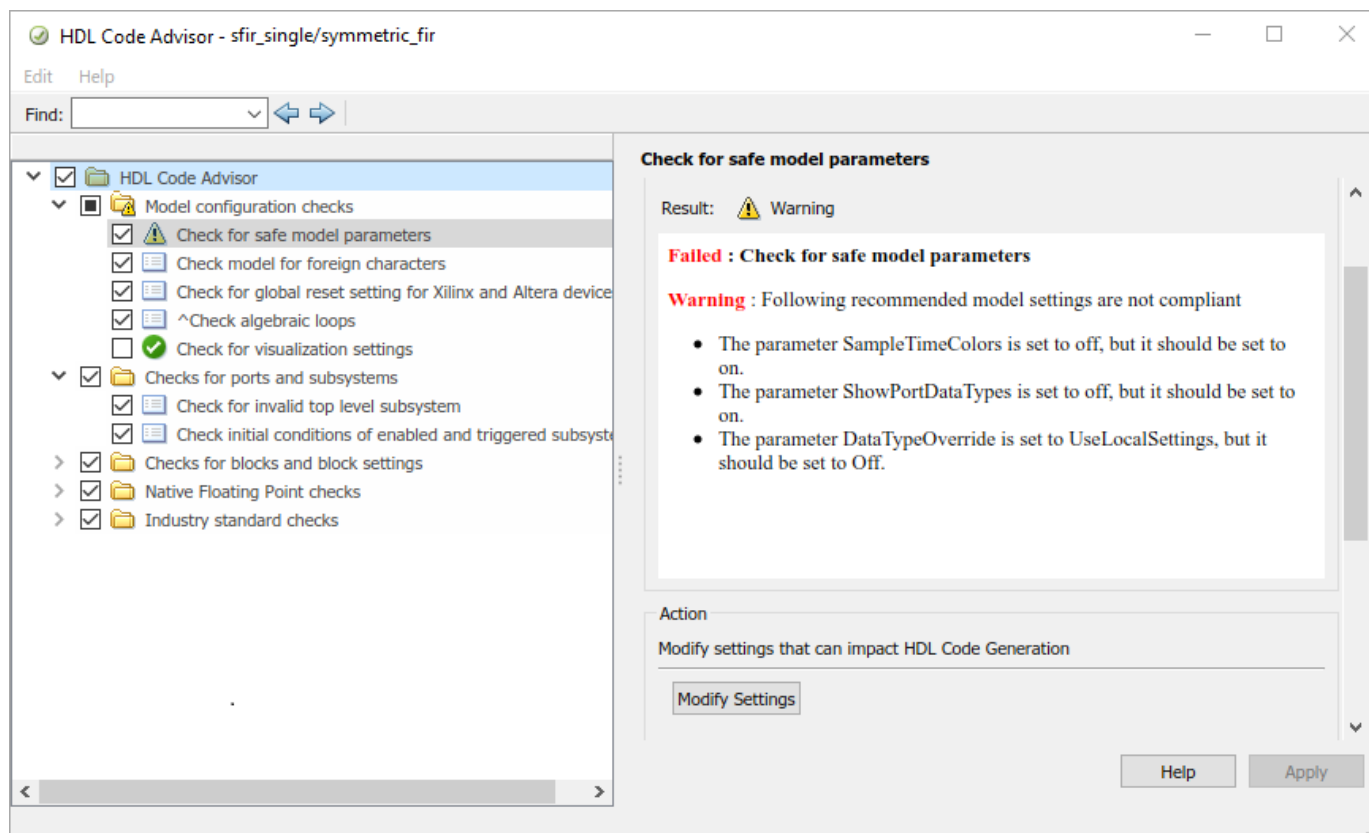 HDL Code Advisor - sfir_single/symmetric_fir
Edit Help
Find:
HDL Code Advisor
Model configuration checks
Check for safe model parameters
Check model for foreign characters
Check for global reset setting for Xilinx and Altera device
^Check algebraic loops
Check for visualization settings
Checks for ports and subsystems
Check for invalid top level subsystem
Check initial conditions of enabled and triggered subsyste
Checks for blocks and block settings
Native Floating Point checks
Industry standard checks
Check for safe model parameters
Result: Warning
Failed : Check for safe model parameters
Warning : Following recommended model settings are not compliant
• The parameter SampleTimeColors is set to off, but it should be set to
on.
• The parameter ShowPortDataTypes is set to off, but it should be set to
on.
• The parameter DataTypeOverride is set to UseLocalSettings, but it
should be set to Off.
Action
Modify settings that can impact HDL Code Generation
Modify Settings
Help Apply